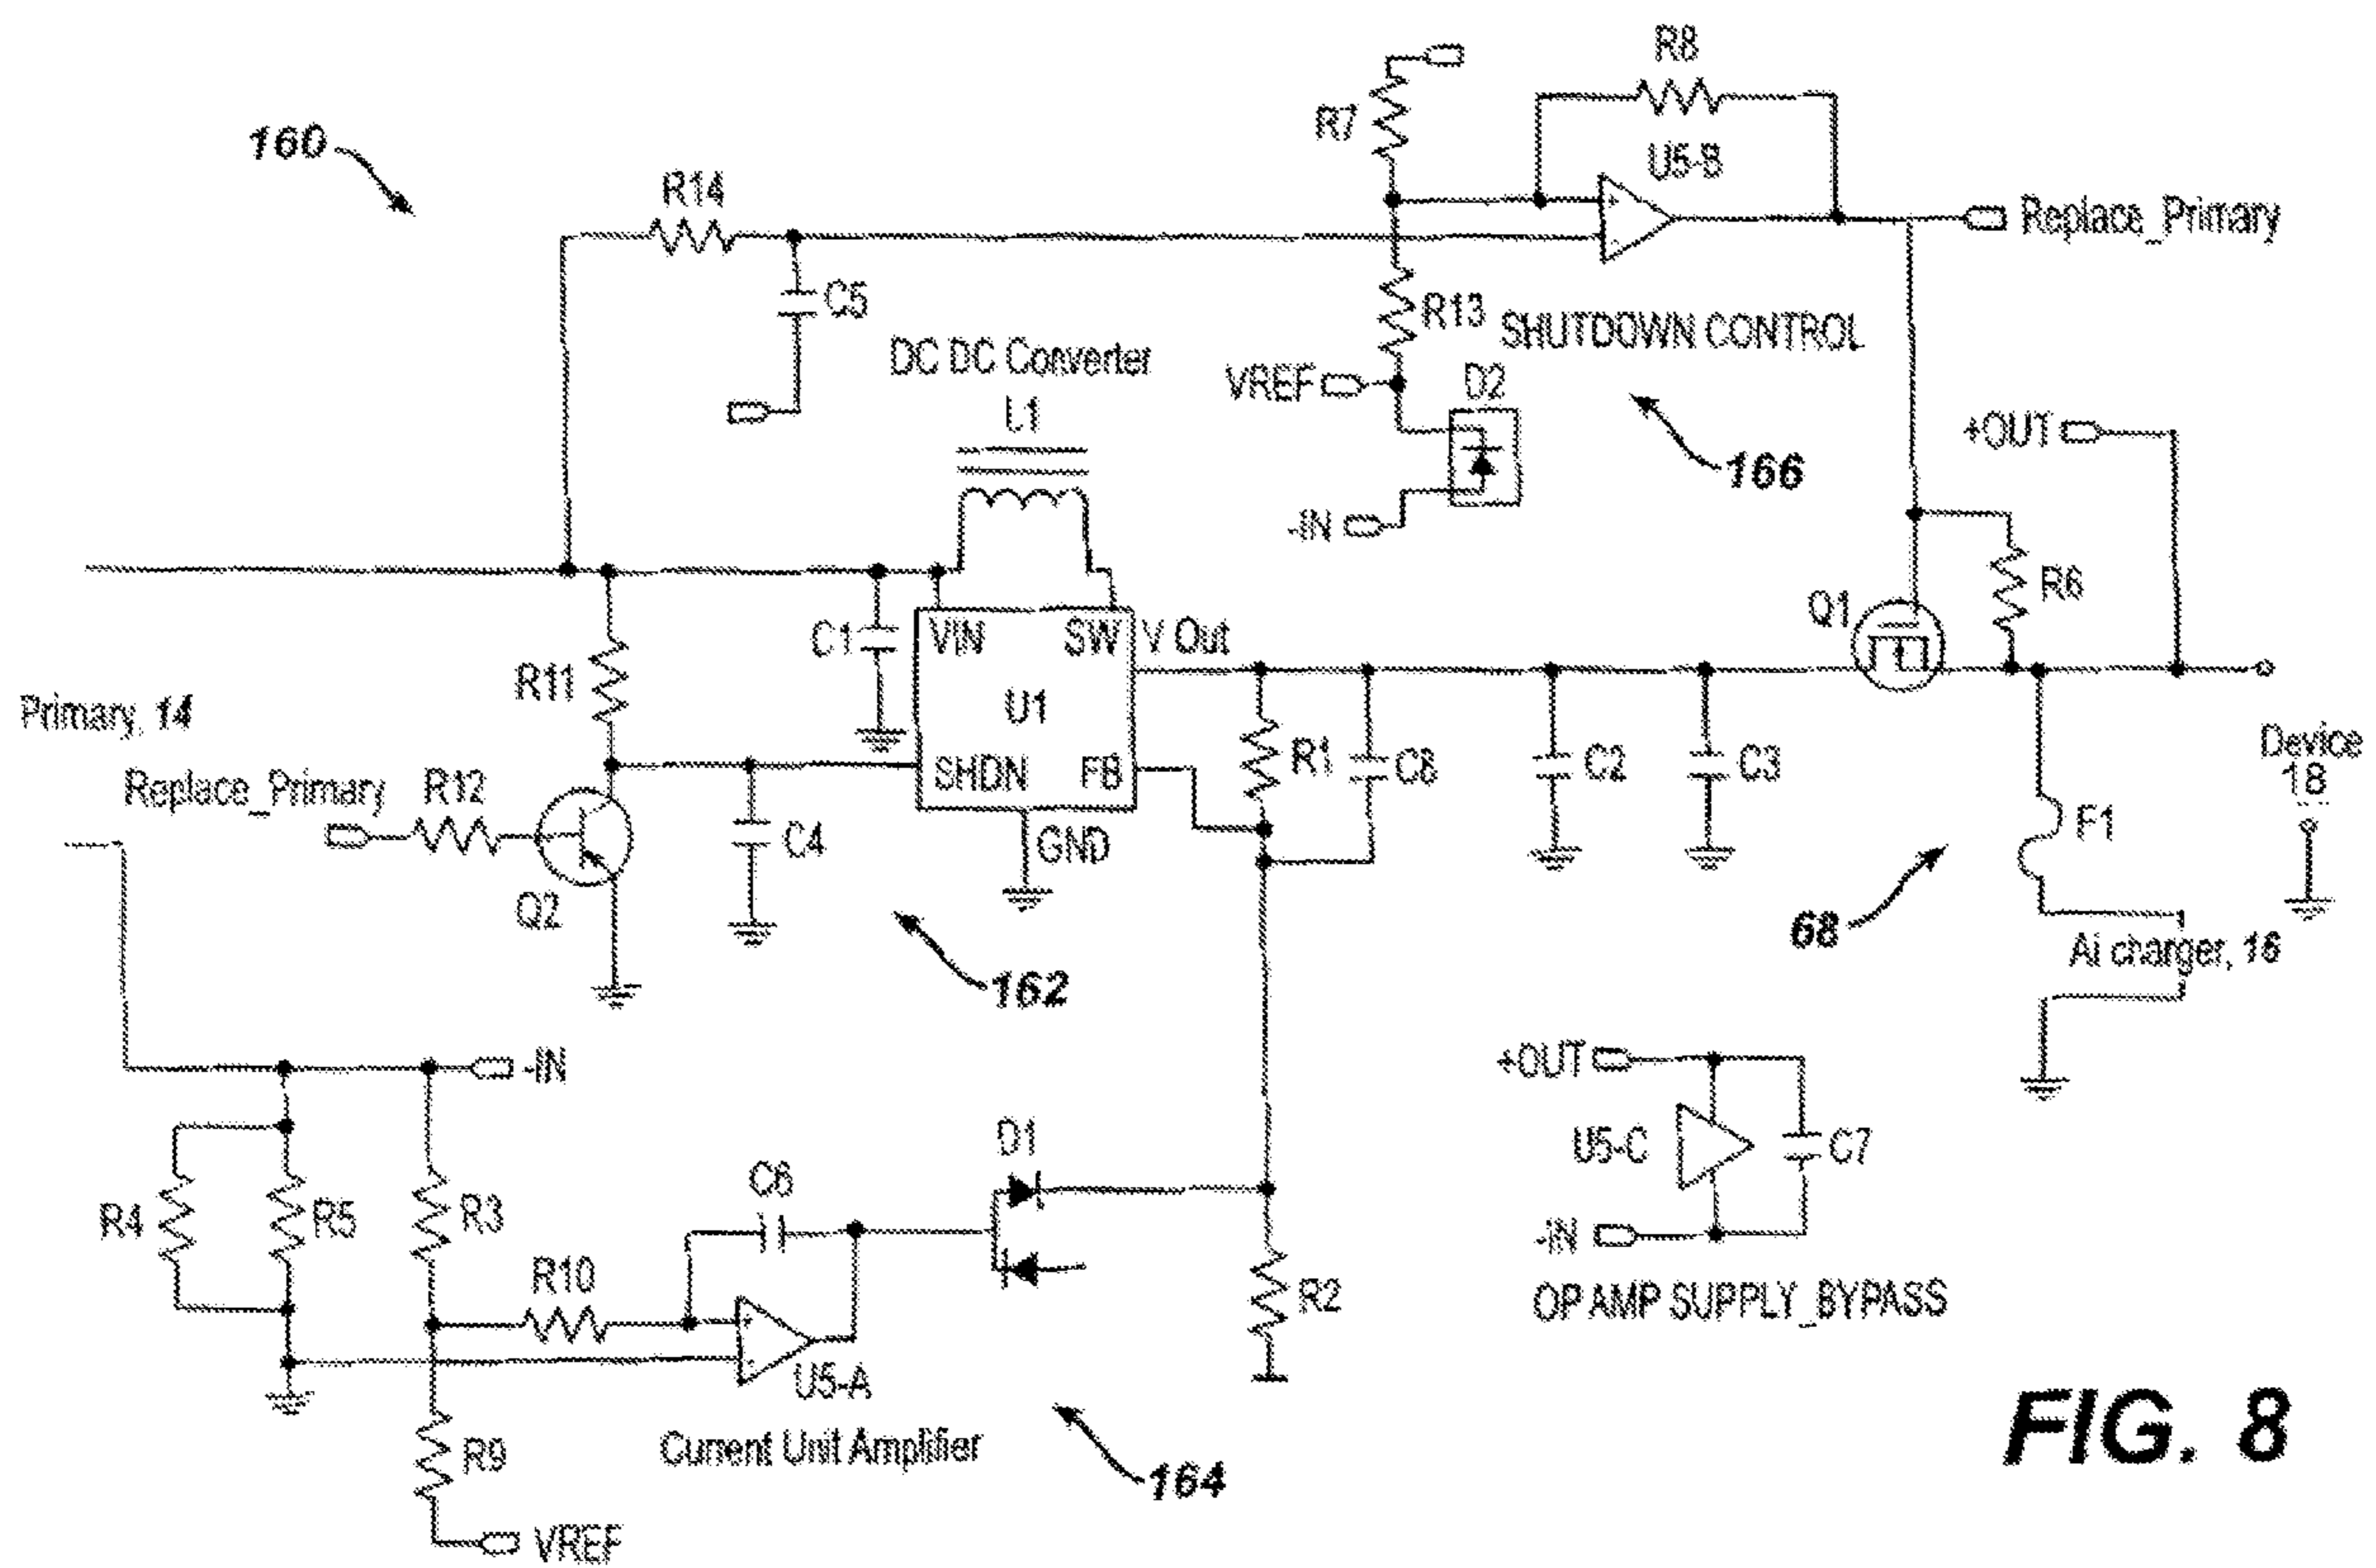 R8
R7
160
U5-B
R14
Replace_Primary
C5
R13
SHUTDOWN CONTROL
DC DC Converter
VREF
D2
L1
+OUT
166
-IN
R6
Q1
C1
VIN
SW
V Out
R11
U1
Primary, 14
R1
C8
C2
C3
Device
18
SHDN
FB
Replace_Primary
R12
F1
C4
GND
Q2
68
Ai charger, 16
162
-IN
+OUT
D1
U5-C
C7
C6
R4
R5
R3
-IN
R10
R2
OP AMP SUPPLY_BYPASS
U5-A
Current Unit Amplifier
R9
164
VREF
FIG. 8